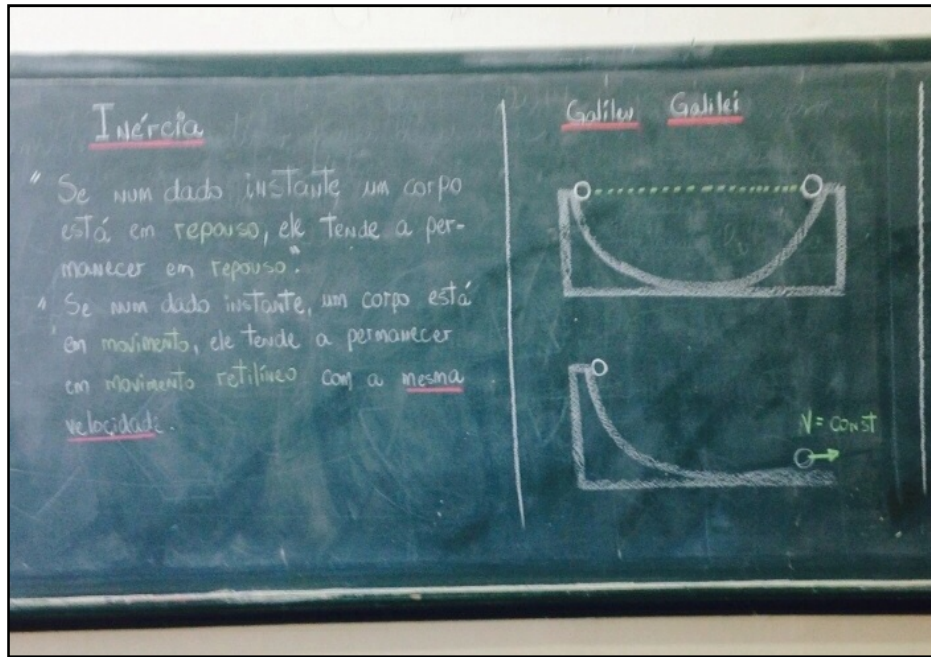 Inércia
" Se num dado instante um corpo
está em repouso, ele tende a per-
manecer em repouso".
" Se num dado instante, um corpo está
em movimento, ele tende a permanecer
em movimento retilíneo com a mesma
velocidade.
Galileu Galilei
V = const